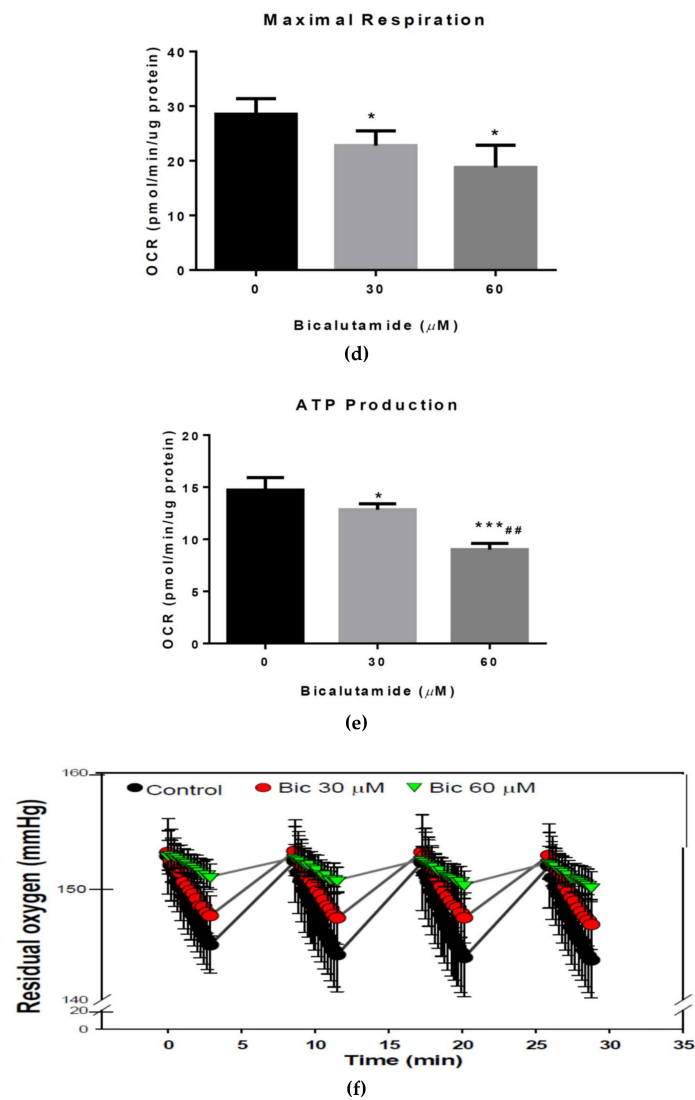 Maximal Respiration
OCR (pmol/min/ug protein)
40
30
20
10
0
*
*
0 30 60
Bicalutamide (μM)
(d)
ATP Production
OCR (pmol/min/ug protein)
20
15
10
5
0
*
***##
0 30 60
Bicalutamide (μM)
(e)
Residual oxygen (mmHg)
160
150
140
20
0
Control Bic 30 μM Bic 60 μM
0 5 10 15 20 25 30 35
Time (min)
(f)